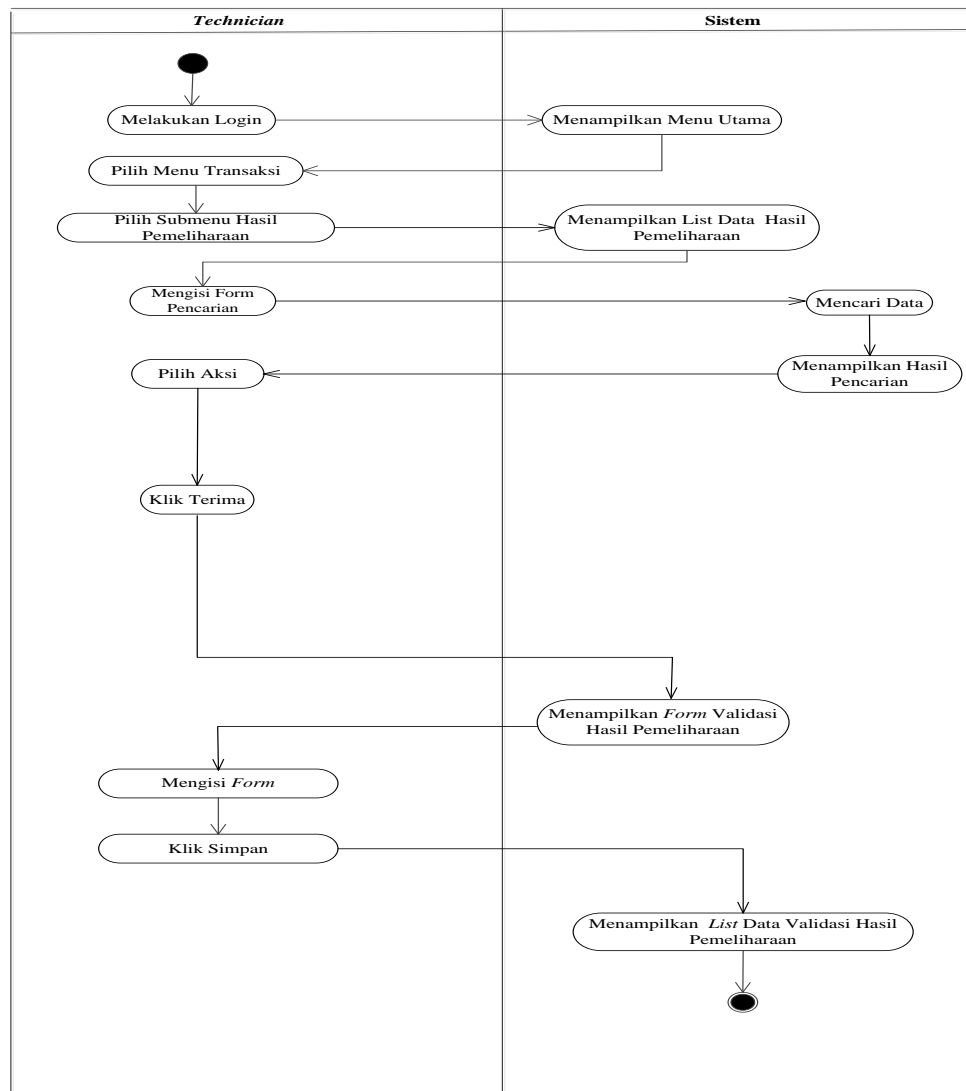 Technician
Sistem
Melakukan Login
Menampilkan Menu Utama
Pilih Menu Transaksi
Pilih Submenu Hasil
Pemeliharaan
Menampilkan List Data Hasil
Pemeliharaan
Mengisi Form
Pencarian
Mencari Data
Menampilkan Hasil
Pencarian
Pilih Aksi
Klik Terima
Menampilkan Form Validasi
Hasil Pemeliharaan
Mengisi Form
Klik Simpan
Menampilkan List Data Validasi Hasil
Pemeliharaan